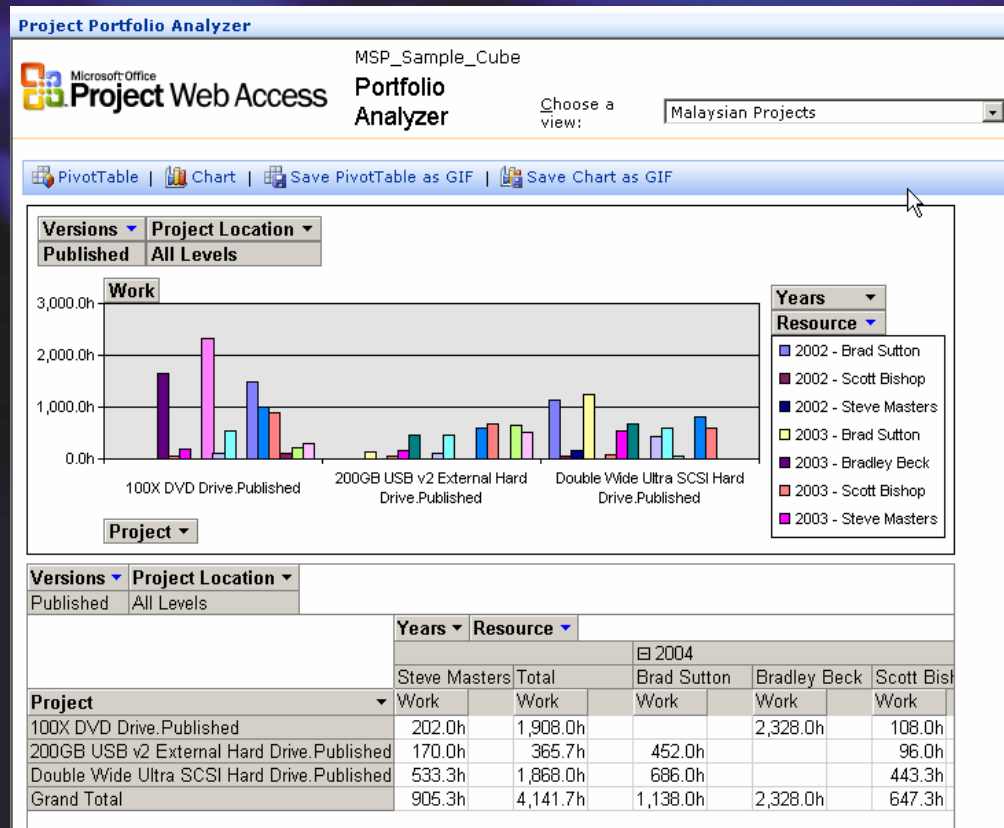 Project Portfolio Analyzer
Microsoft Office
Project Web Access
MSP_Sample_Cube
Portfolio
Analyzer
Choose a
view:
Malaysian Projects
PivotTable | Chart | Save PivotTable as GIF | Save Chart as GIF
Versions Project Location
Published All Levels
Work
3,000.0h
2,000.0h
1,000.0h
0.0h
100X DVD Drive.Published
200GB USB v2 External Hard
Drive.Published
Double Wide Ultra SCSI Hard
Drive.Published
Project
Years
Resource
2002 - Brad Sutton
2002 - Scott Bishop
2002 - Steve Masters
2003 - Brad Sutton
2003 - Bradley Beck
2003 - Scott Bishop
2003 - Steve Masters
Versions Project Location
Published All Levels
Years Resource
2004
Steve Masters Total Brad Sutton Bradley Beck Scott Bish
Project Work Work Work Work Work
100X DVD Drive.Published 202.0h 1,908.0h 2,328.0h 108.0h
200GB USB v2 External Hard Drive.Published 170.0h 365.7h 452.0h 96.0h
Double Wide Ultra SCSI Hard Drive.Published 533.3h 1,868.0h 686.0h 443.3h
Grand Total 905.3h 4,141.7h 1,138.0h 2,328.0h 647.3h